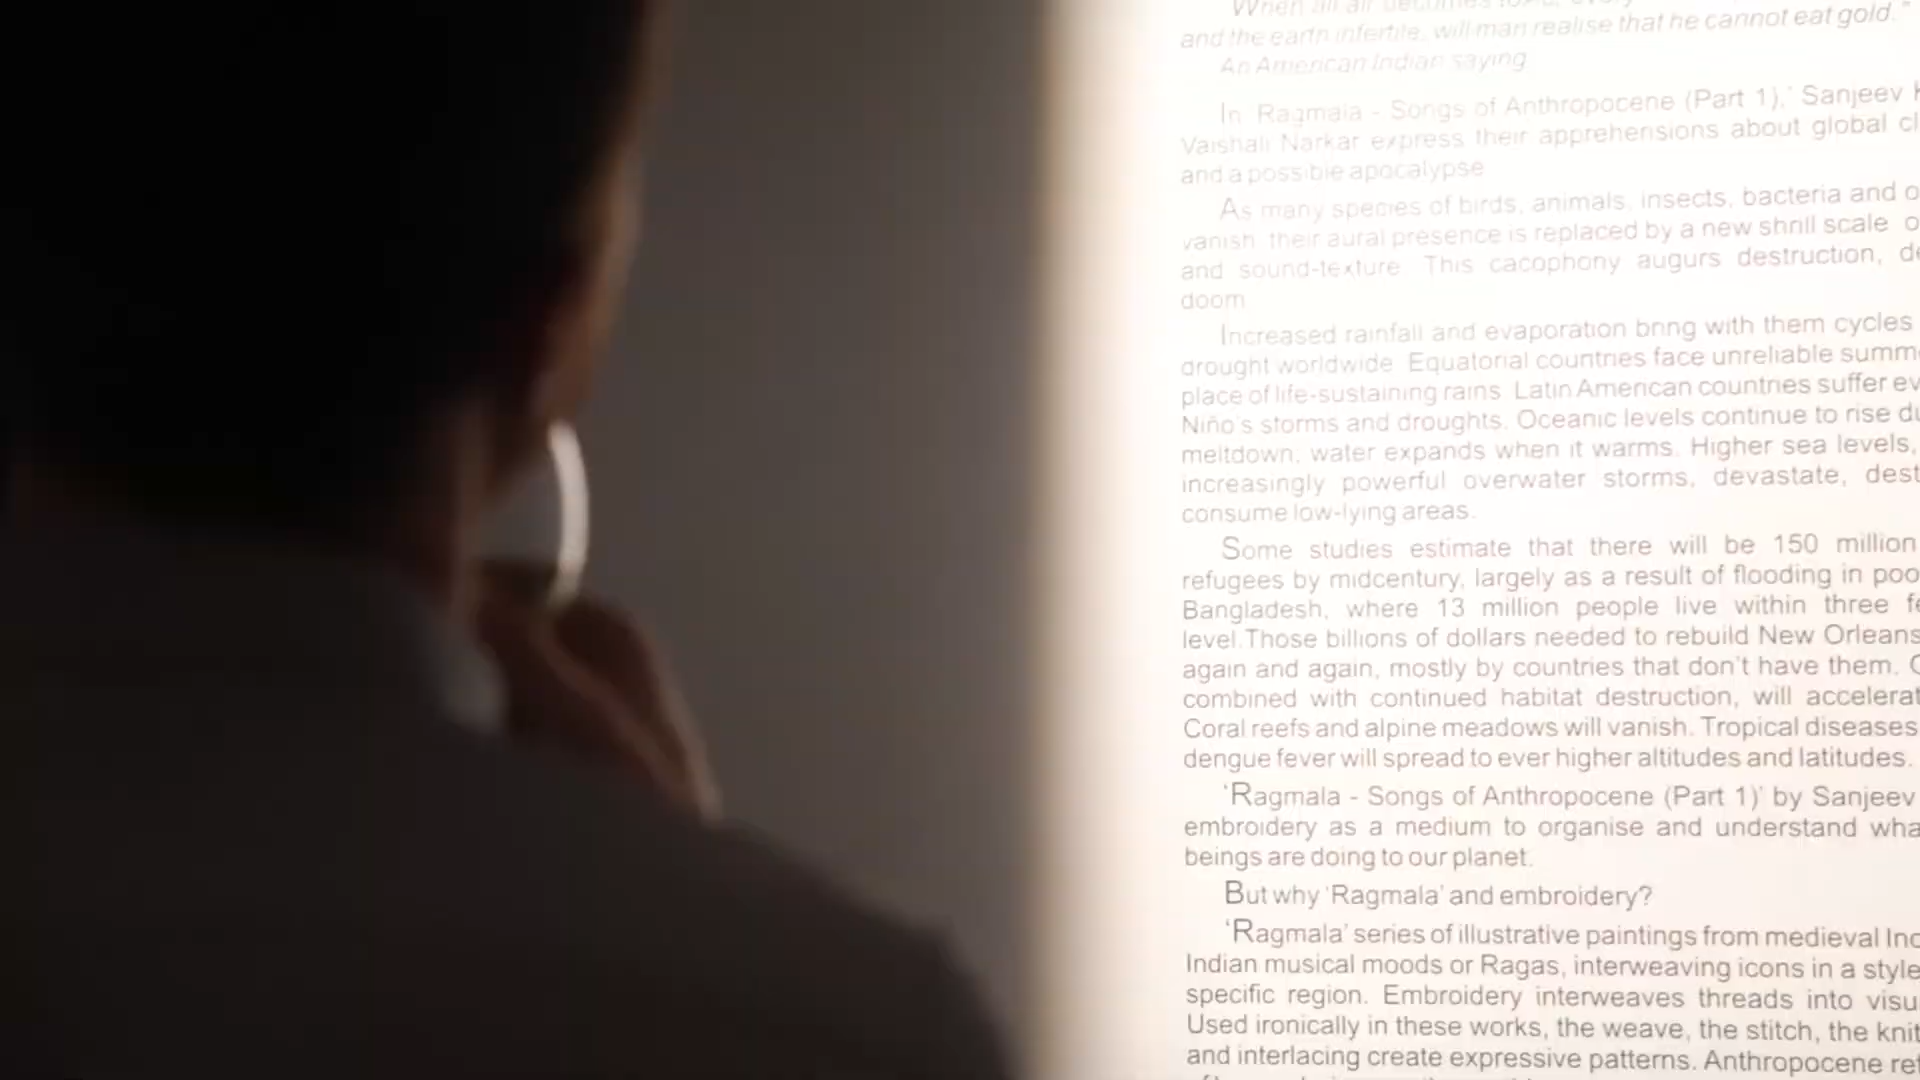 When all air becomes
and the earth infertile, will man realise that he cannot eat gold."
An American Indian saying
In 'Ragmala - Songs of Anthropocene (Part 1),' Sanjeev
Vaishali Narkar express their apprehensions about global
and a possible apocalypse
As many species of birds, animals, insects, bacteria and
vanish, their aural presence is replaced by a new shrill scale
and sound-texture. This cacophony augurs destruction,
doom
Increased rainfall and evaporation bring with them cycles
drought worldwide. Equatorial countries face unreliable
place of life-sustaining rains. Latin American countries suffer
Niño's storms and droughts. Oceanic levels continue to rise
meltdown, water expands when it warms. Higher sea levels,
increasingly powerful overwater storms, devastate,
consume low-lying areas.
Some studies estimate that there will be 150 million
refugees by midcentury, largely as a result of flooding in
Bangladesh, where 13 million people live within three
level.Those billions of dollars needed to rebuild New Orleans
again and again, mostly by countries that don't have them.
combined with continued habitat destruction, will
Coral reefs and alpine meadows will vanish. Tropical diseases
dengue fever will spread to ever higher altitudes and latitudes.
'Ragmala - Songs of Anthropocene (Part 1)' by Sanjeev
embroidery as a medium to organise and understand
beings are doing to our planet.
But why 'Ragmala' and embroidery?
'Ragmala' series of illustrative paintings from medieval
Indian musical moods or Ragas, interweaving icons in a style
specific region. Embroidery interweaves threads into
Used ironically in these works, the weave, the stitch, the
and interlacing create expressive patterns. Anthropocene